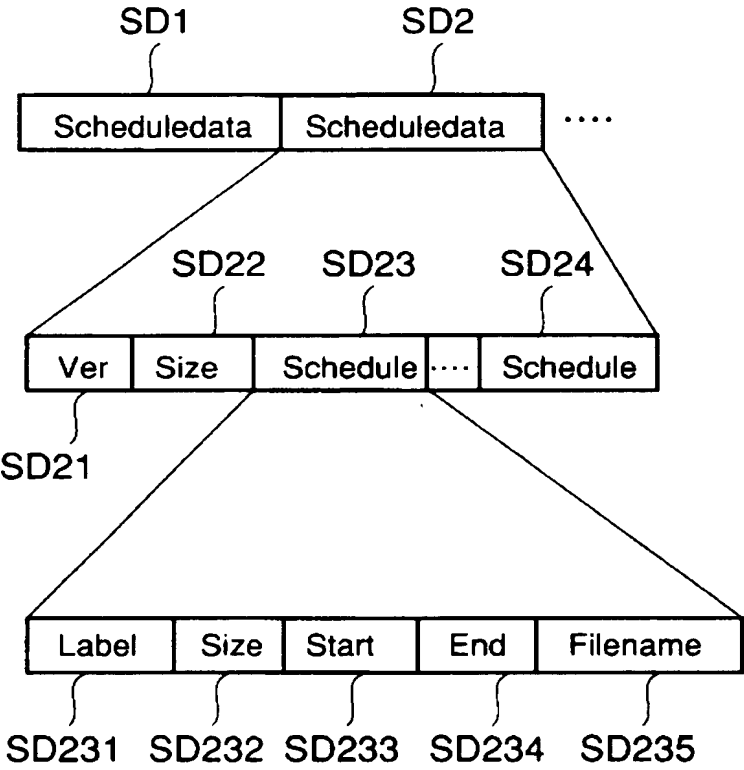 SD1 SD2
Scheduledata Scheduledata ····
SD22 SD23 SD24
Ver Size Schedule ···· Schedule
SD21
Label Size Start End Filename
SD231 SD232 SD233 SD234 SD235